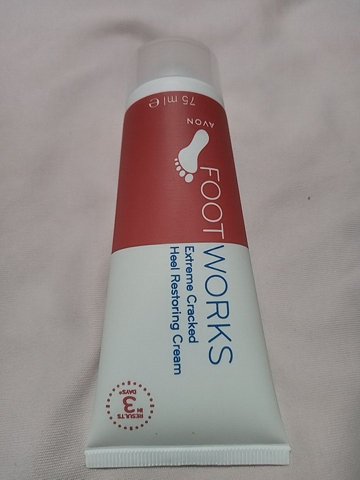 75 ml e
AVON
FOOT WORKS
Extreme Cracked
Heel Restoring Cream
RESULTS
IN
3
DAYS*